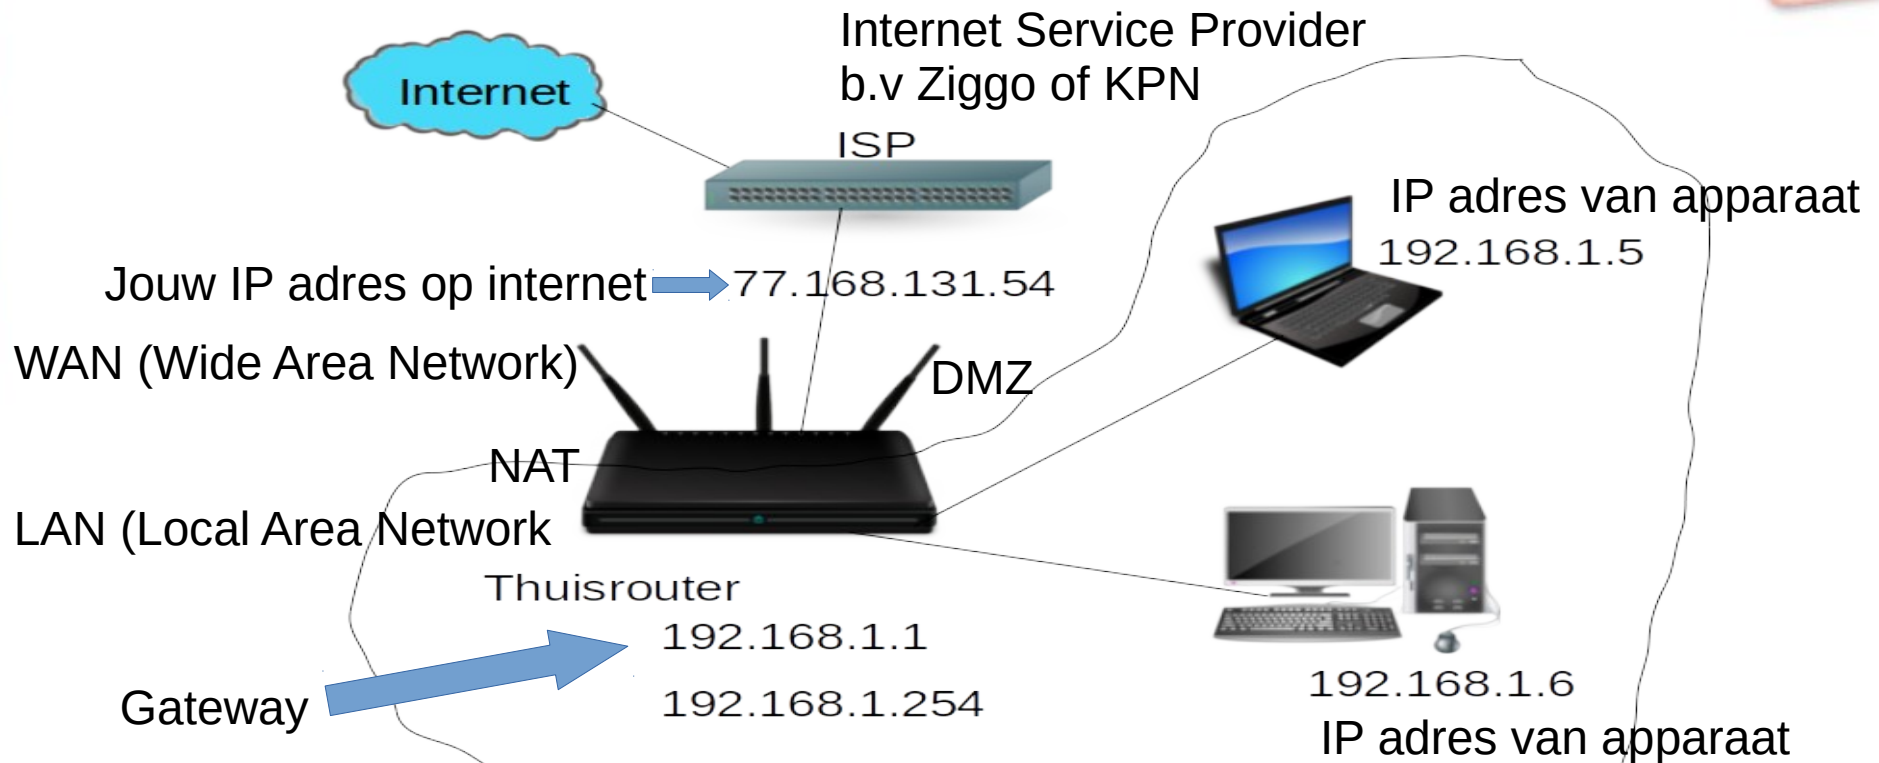 Internet Service Provider
b.v Ziggo of KPN
Internet
ISP
IP adres van apparaat
192.168.1.5
Jouw IP adres op internet
77.168.131.54
WAN (Wide Area Network)
DMZ
NAT
LAN (Local Area Network
Thuisrouter
192.168.1.1
192.168.1.254
Gateway
192.168.1.6
IP adres van apparaat